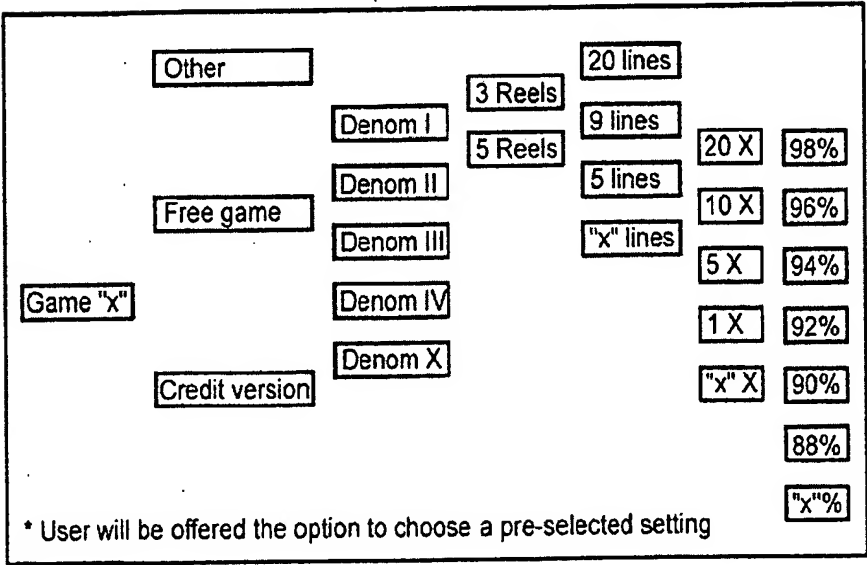 Game "x"
Other
Free game
Credit version
Denom I
Denom II
Denom III
Denom IV
Denom X
3 Reels
5 Reels
20 lines
9 lines
5 lines
"x" lines
20 X
10 X
5 X
1 X
"x" X
98%
96%
94%
92%
90%
88%
"x"%
* User will be offered the option to choose a pre-selected setting